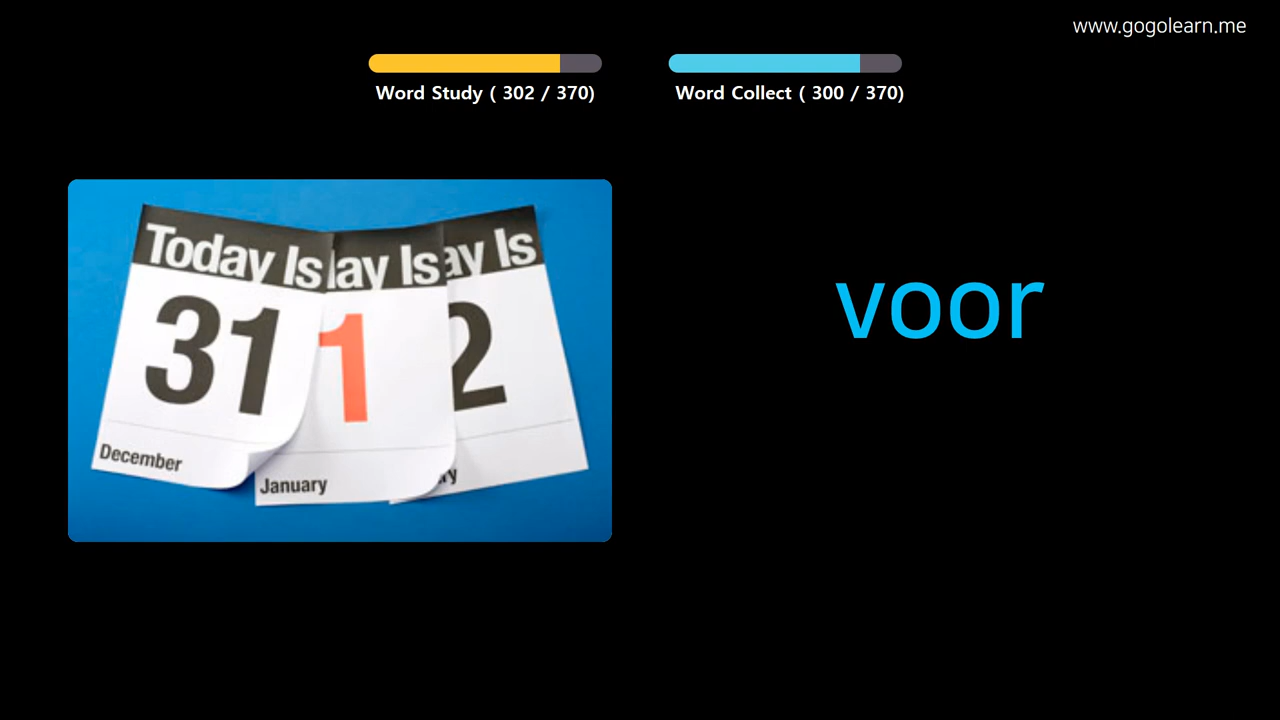 www.gogolearn.me
Word Study ( 302 / 370)
Word Collect ( 300 / 370)
Today Is
31
December
ay Is
1
January
ay Is
2
ry
voor